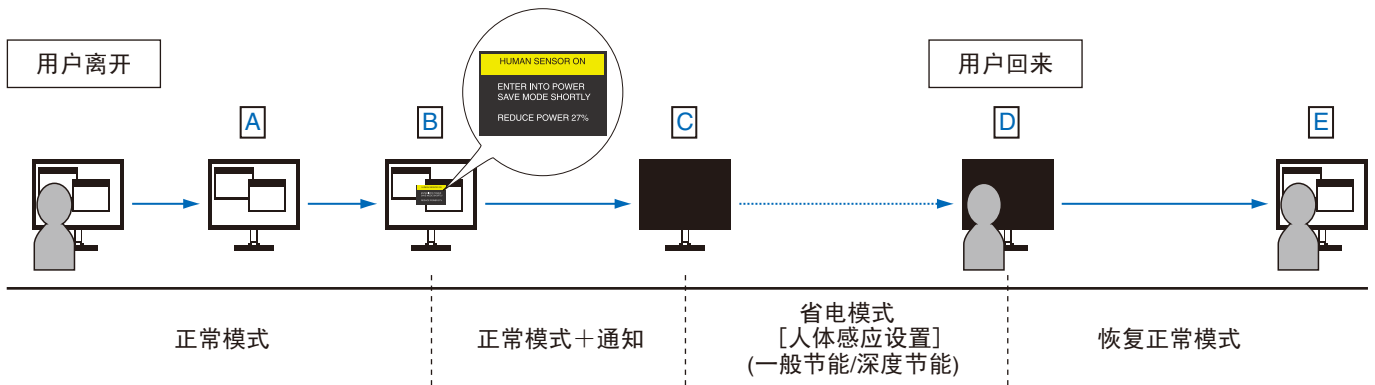 用户离开
HUMAN SENSOR ON
ENTER INTO POWER
SAVE MODE SHORTLY
REDUCE POWER 27%
用户回来
A
B
C
D
E
正常模式
正常模式＋通知
省电模式
[人体感应设置]
(一般节能/深度节能)
恢复正常模式